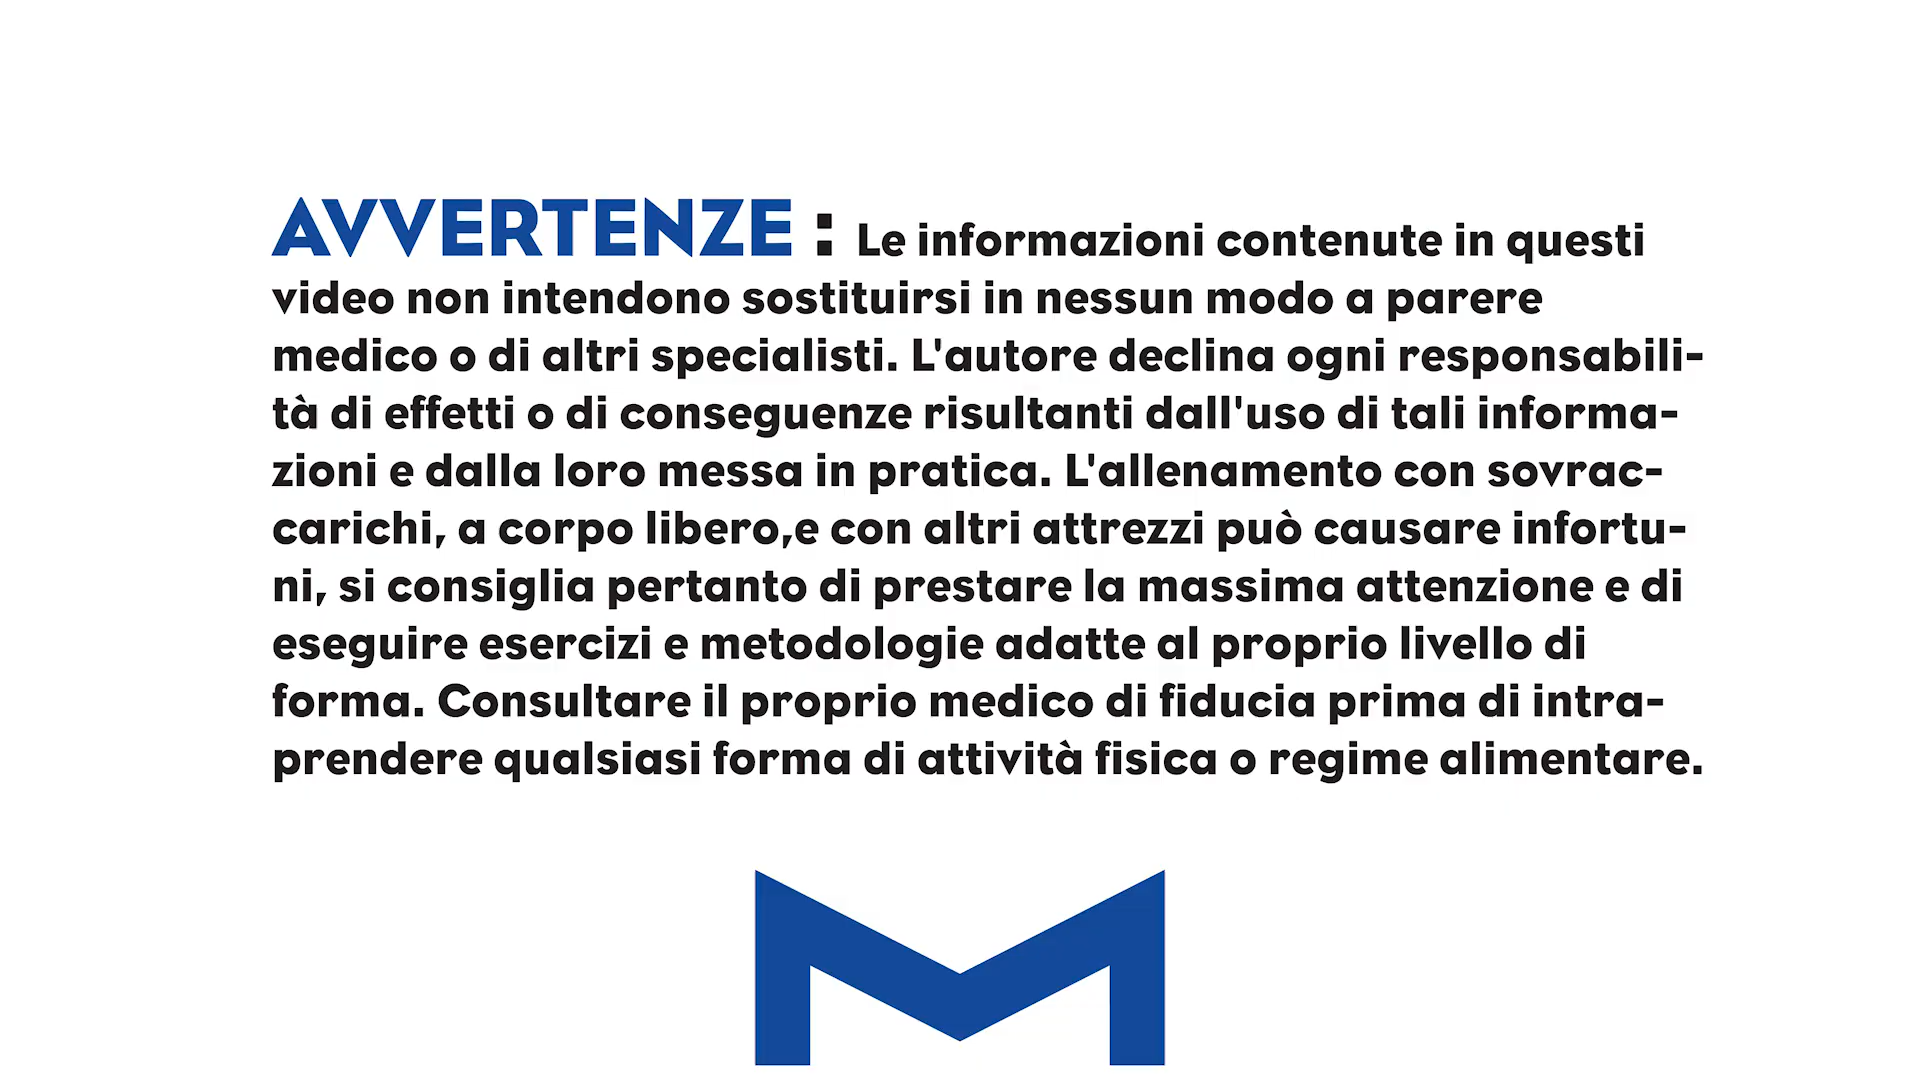 AVVERTENZE : Le informazioni contenute in questi
video non intendono sostituirsi in nessun modo a parere
medico o di altri specialisti. L'autore declina ogni responsabili-
tà di effetti o di conseguenze risultanti dall'uso di tali informa-
zioni e dalla loro messa in pratica. L'allenamento con sovrac-
carichi, a corpo libero,e con altri attrezzi può causare infortu-
ni, si consiglia pertanto di prestare la massima attenzione e di
eseguire esercizi e metodologie adatte al proprio livello di
forma. Consultare il proprio medico di fiducia prima di intra-
prendere qualsiasi forma di attività fisica o regime alimentare.
M